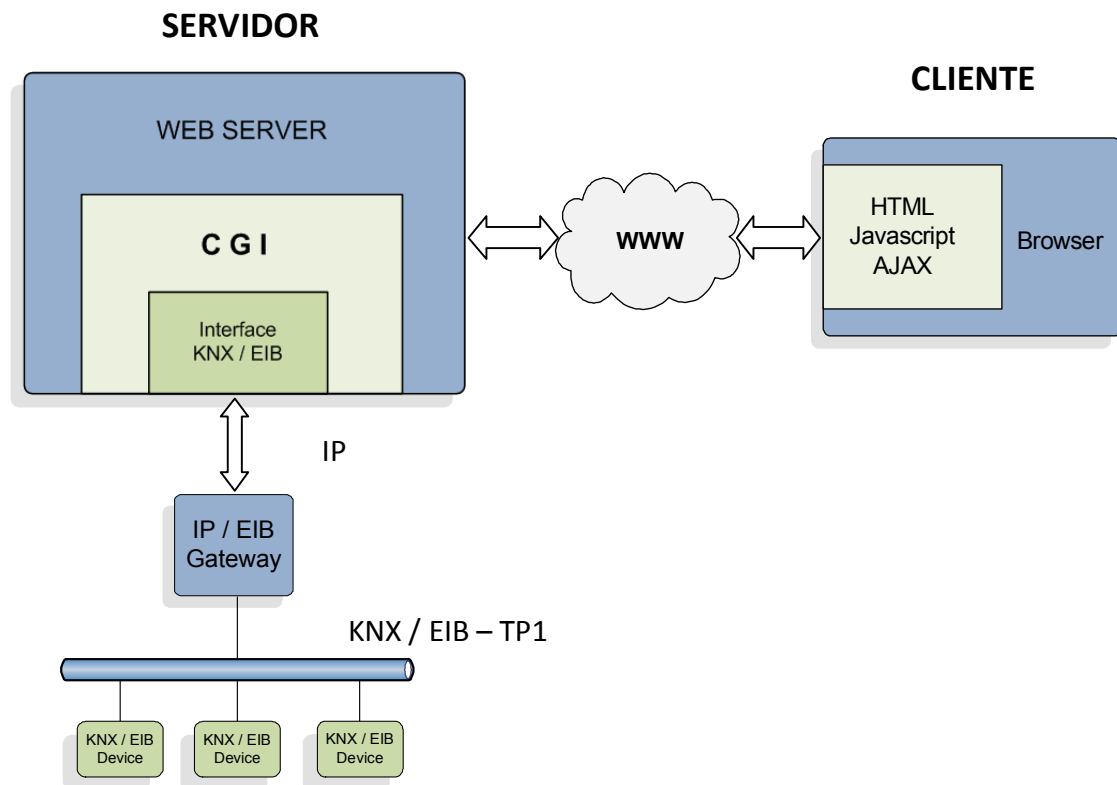 SERVIDOR
CLIENTE
WEB SERVER
C G I
Interface
KNX / EIB
WWW
HTML
Javascript
AJAX
Browser
IP
IP / EIB
Gateway
KNX / EIB – TP1
KNX / EIB
Device
KNX / EIB
Device
KNX / EIB
Device